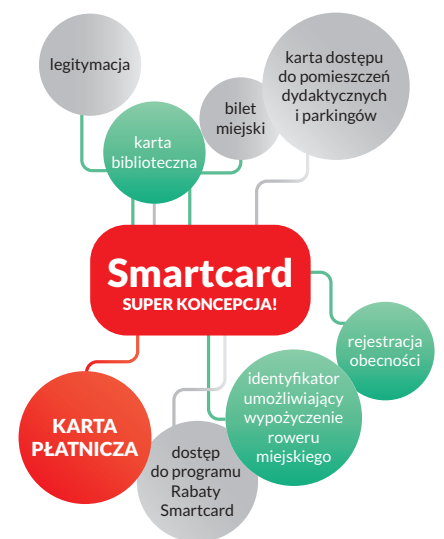 legitymacja
karta dostępu
do pomieszczeń
dydaktycznych
i parkingów
bilet
miejski
karta
biblioteczna
Smartcard
SUPER KONCEPCJA!
rejestracja
obecności
identyfikator
umożliwiający
wypożyczenie
roweru
miejskiego
KARTA
PŁATNICZA
dostęp
do programu
Rabaty
Smartcard